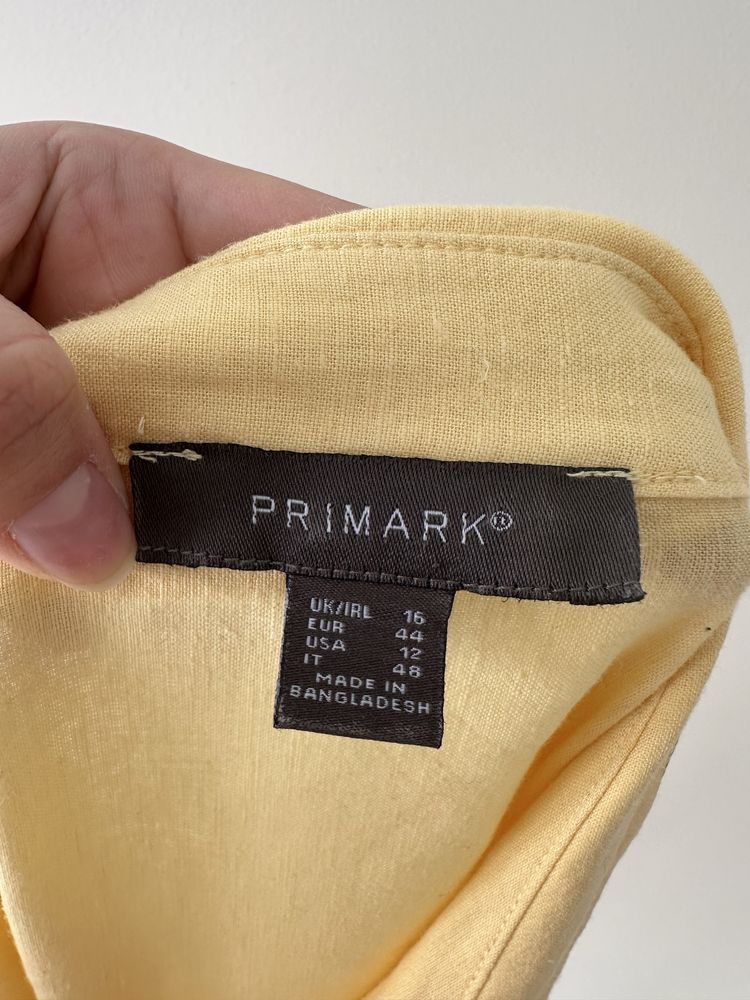 PRIMARK®
UK/IRL 16
EUR 44
USA 12
IT 48
MADE IN
BANGLADESH